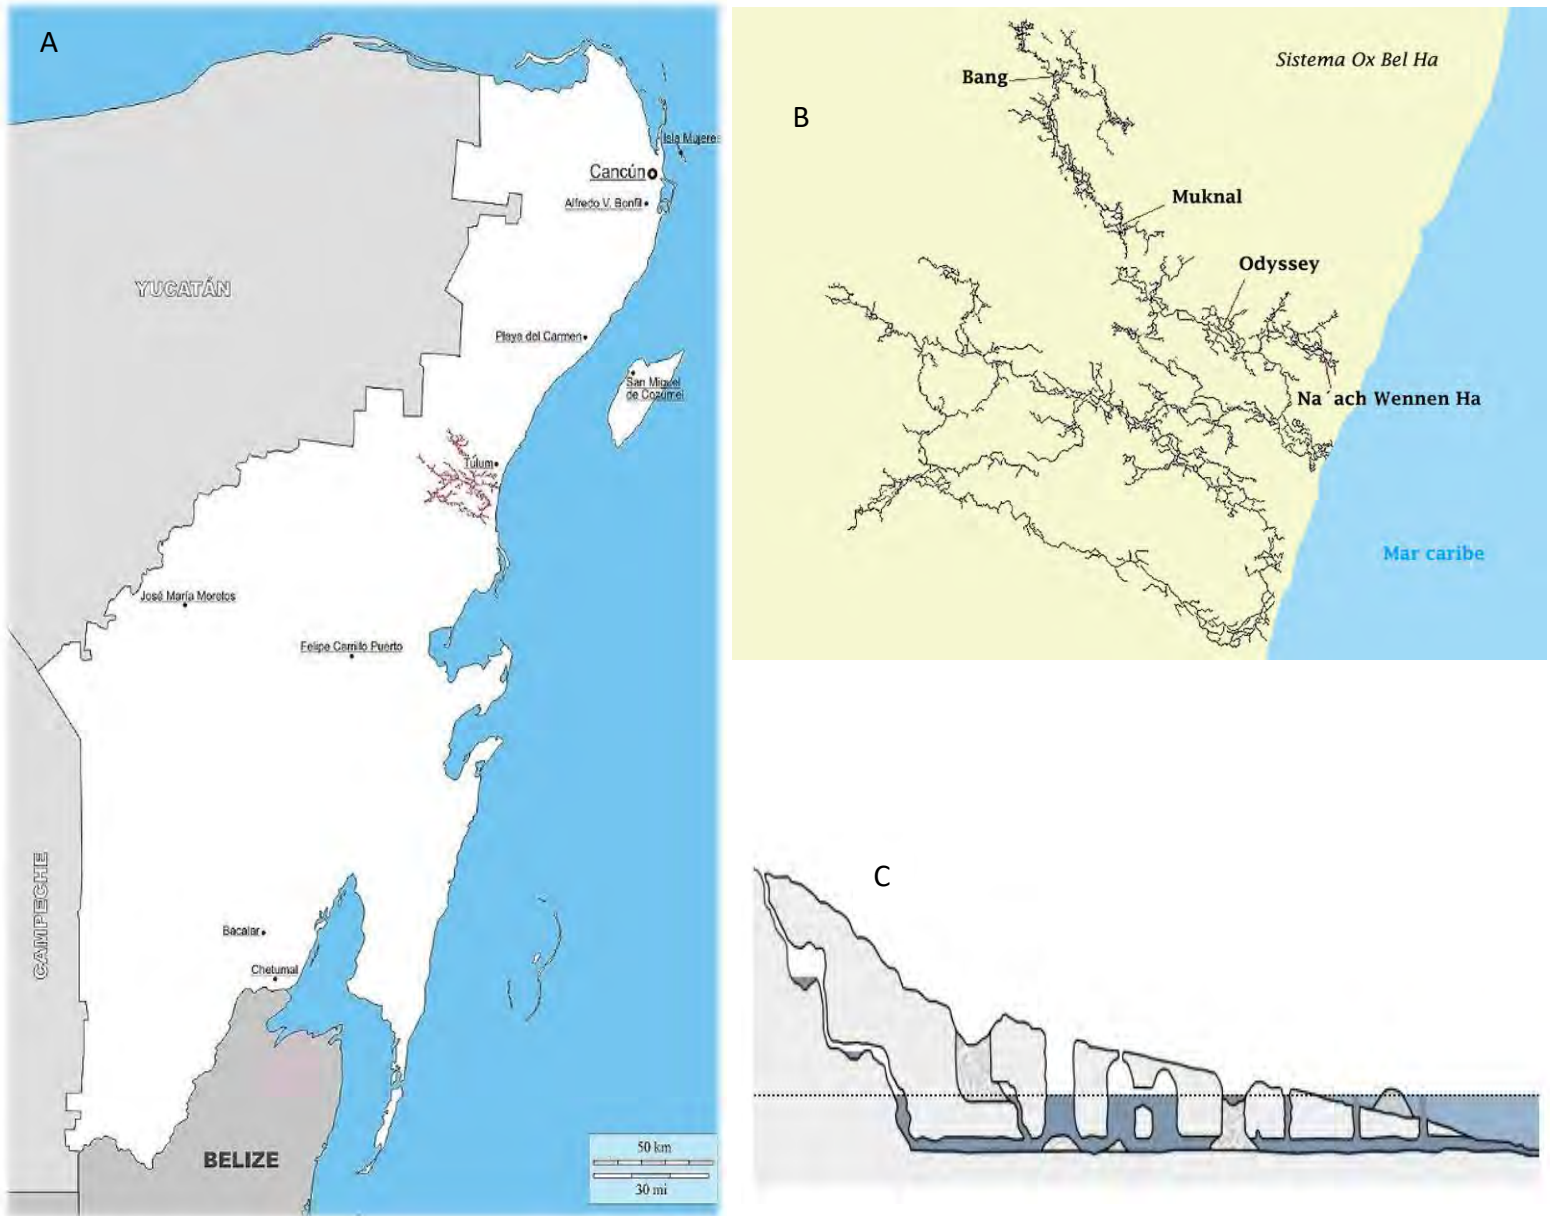 A
Isla Mujere
Cancún
Alfredo V. Bonfil
YUCATÁN
Playa del Carmen
San Miguel
de Cozumel
Tulum
José María Morelos
Felipe Carrillo Puerto
CAMPECHE
Bacalar
Chetumal
BELIZE
50 km
30 mi
B
Sistema Ox Bel Ha
Bang
Muknal
Odyssey
Na´ach Wennen Ha
Mar caribe
C